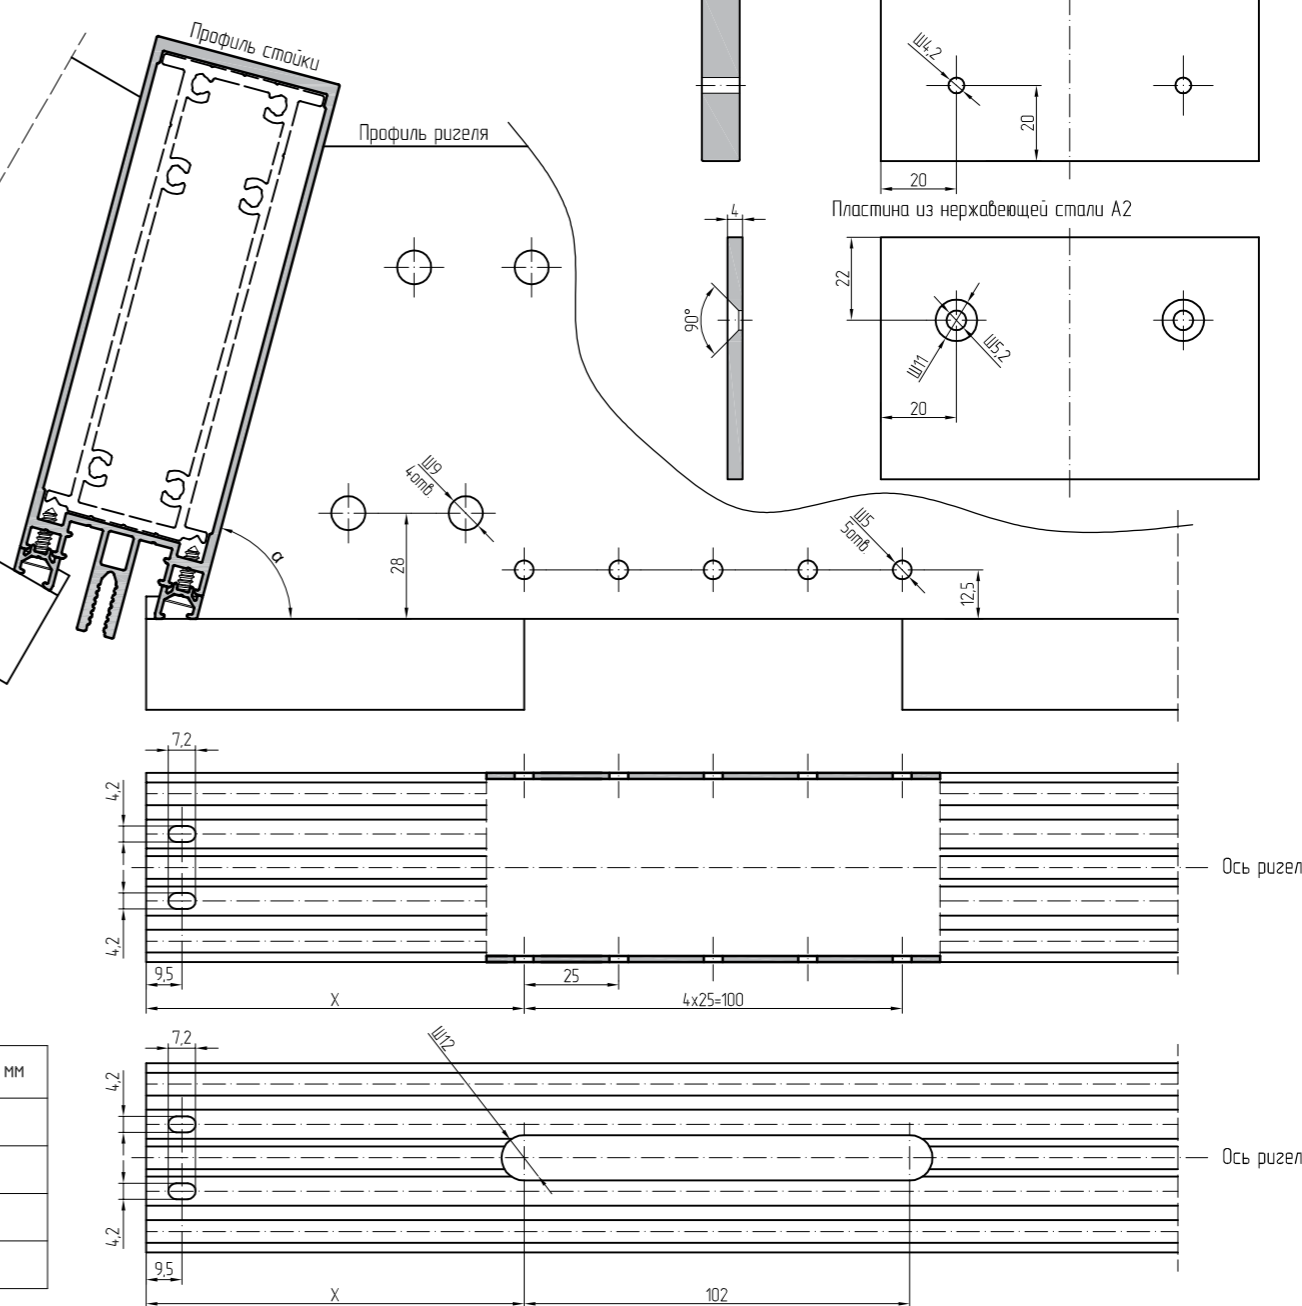 Профиль стойки
Ш4,2
20
20
Профиль ригеля
Пластина из нержавеющей стали А2
4
22
90°
Ш5,2
Ш11
20
Ш9
4отв.
Ш5
5отв.
α
28
12,5
7,2
4,2
4,2
Ось ригел
9,5
25
X
4x25=100
7,2
Ш12
мм
4,2
4,2
Ось ригел
9,5
X
102